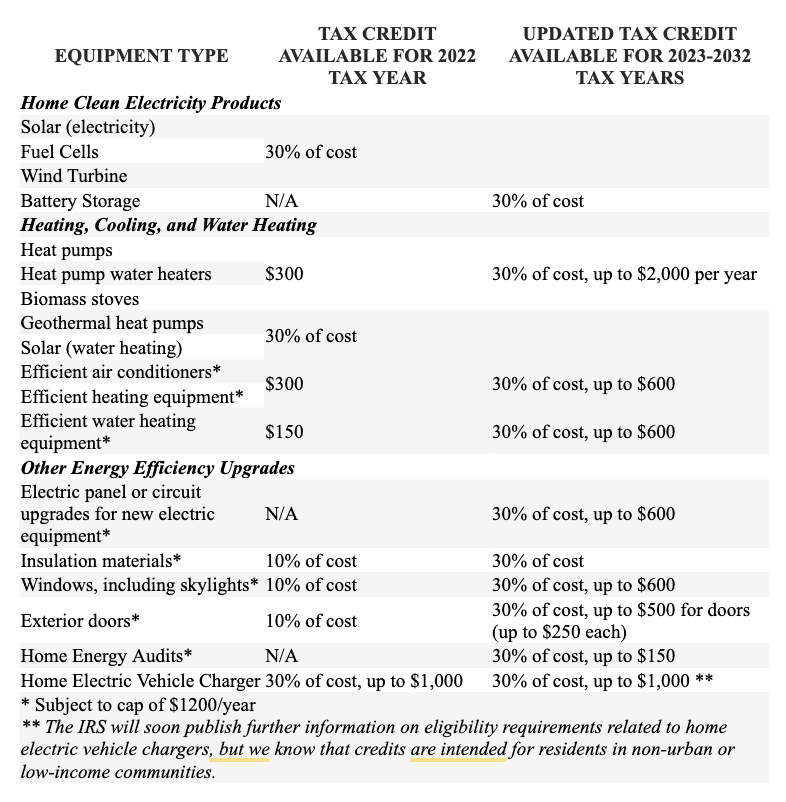 EQUIPMENT TYPE
TAX CREDIT
AVAILABLE FOR 2022
TAX YEAR
UPDATED TAX CREDIT
AVAILABLE FOR 2023-2032
TAX YEARS
Home Clean Electricity Products
Solar (electricity)
Fuel Cells
30% of cost
Wind Turbine
Battery Storage
N/A
30% of cost
Heating, Cooling, and Water Heating
Heat pumps
Heat pump water heaters
$300
30% of cost, up to $2,000 per year
Biomass stoves
Geothermal heat pumps
30% of cost
Solar (water heating)
Efficient air conditioners*
$300
30% of cost, up to $600
Efficient heating equipment*
Efficient water heating
equipment*
$150
30% of cost, up to $600
Other Energy Efficiency Upgrades
Electric panel or circuit
upgrades for new electric
equipment*
N/A
30% of cost, up to $600
Insulation materials*
10% of cost
30% of cost
Windows, including skylights*
10% of cost
30% of cost, up to $600
Exterior doors*
10% of cost
30% of cost, up to $500 for doors
(up to $250 each)
Home Energy Audits*
N/A
30% of cost, up to $150
Home Electric Vehicle Charger
30% of cost, up to $1,000
30% of cost, up to $1,000 **
* Subject to cap of $1200/year
** The IRS will soon publish further information on eligibility requirements related to home
electric vehicle chargers, but we know that credits are intended for residents in non-urban or
low-income communities.